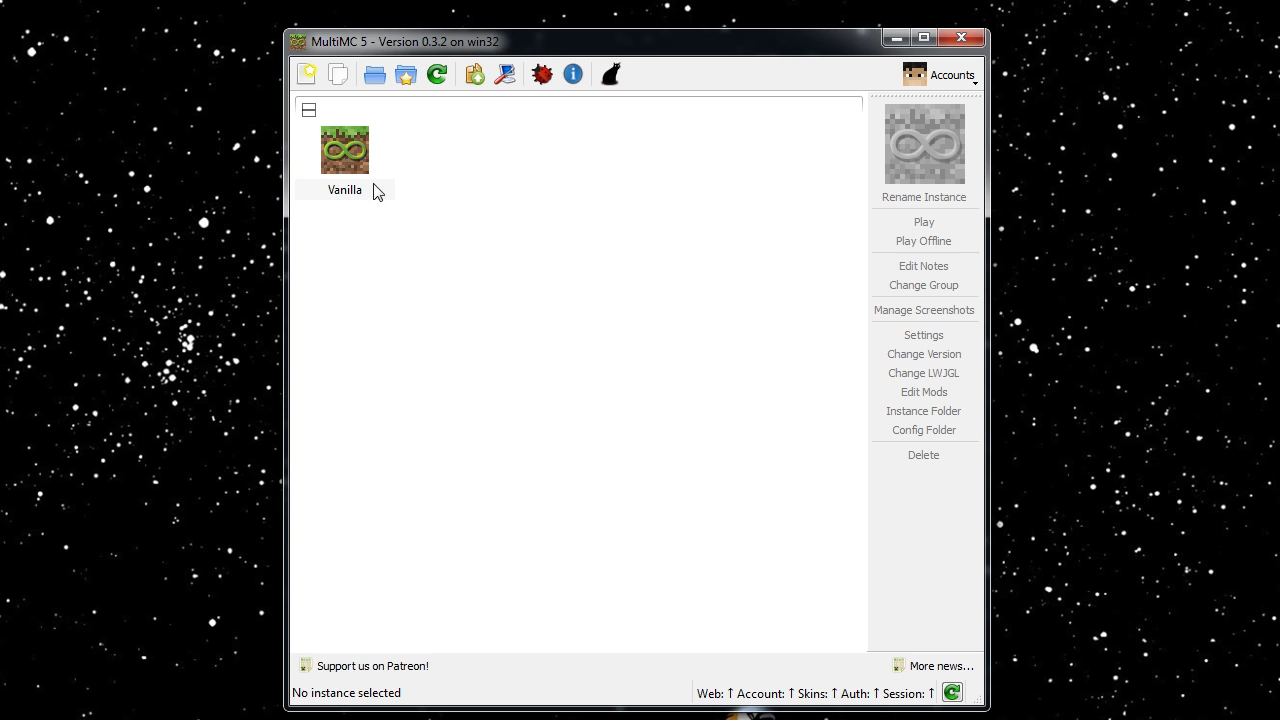 MultiMC 5 - Version 0.3.2 on win32
Accounts
Vanilla
Rename Instance
Play
Play Offline
Edit Notes
Change Group
Manage Screenshots
Settings
Change Version
Change LWJGL
Edit Mods
Instance Folder
Config Folder
Delete
Support us on Patreon!
More news...
No instance selected
Web: ↑ Account: ↑ Skins: ↑ Auth: ↑ Session: ↑